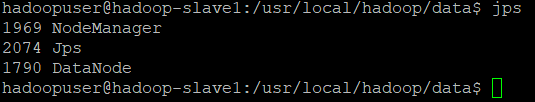 hadoopuser@hadoop-slave1:/usr/local/hadoop/data$ jps
1969 NodeManager
2074 Jps
1790 DataNode
hadoopuser@hadoop-slave1:/usr/local/hadoop/data$